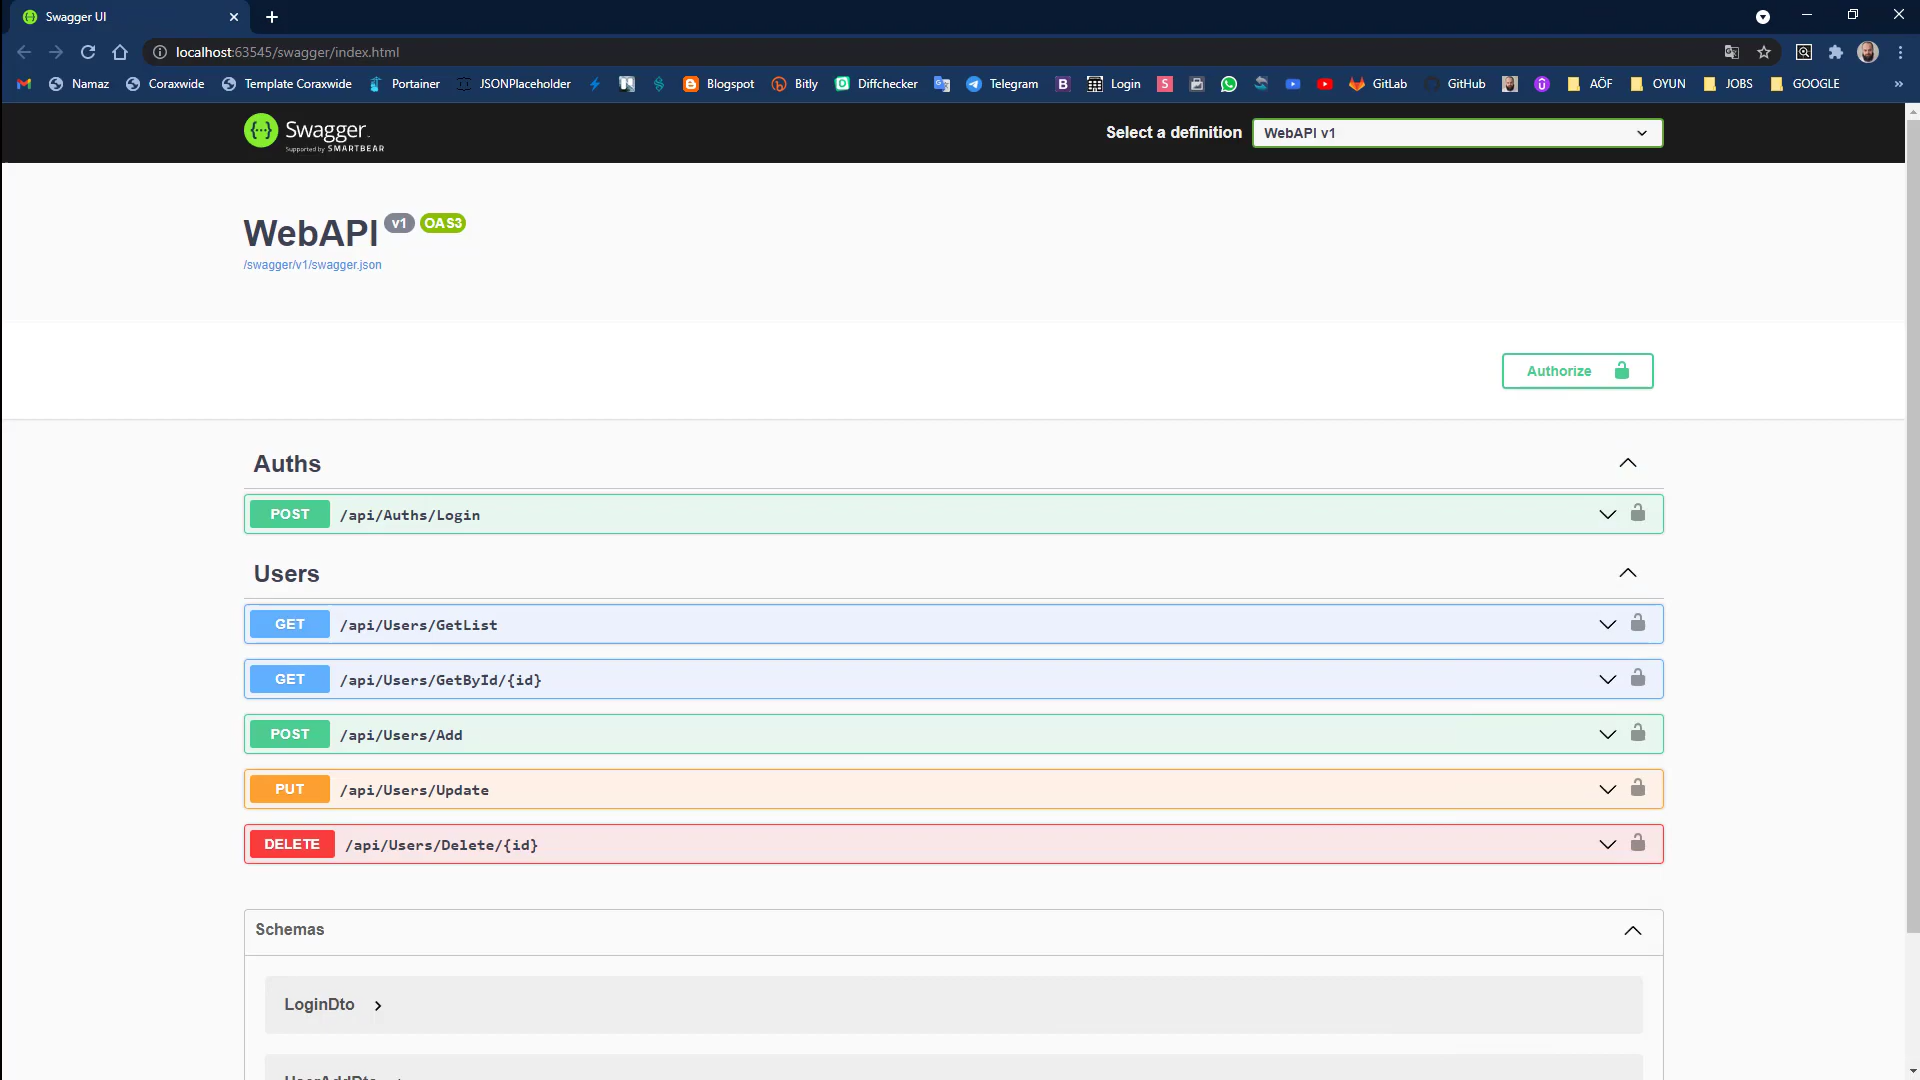 Swagger UI
localhost:63545/swagger/index.html
Namaz Coraxwide Template Coraxwide Portainer JSONPlaceholder Blogspot Bitly Diffchecker Telegram B Login S GitLab GitHub AÖF OYUN JOBS GOOGLE »
{···} Swagger
Supported by SMARTBEAR
Select a definition WebAPI v1
WebAPI v1 OAS3
/swagger/v1/swagger.json
Authorize
Auths
POST /api/Auths/Login
Users
GET /api/Users/GetList
GET /api/Users/GetById/{id}
POST /api/Users/Add
PUT /api/Users/Update
DELETE /api/Users/Delete/{id}
Schemas
LoginDto
UserAddDto